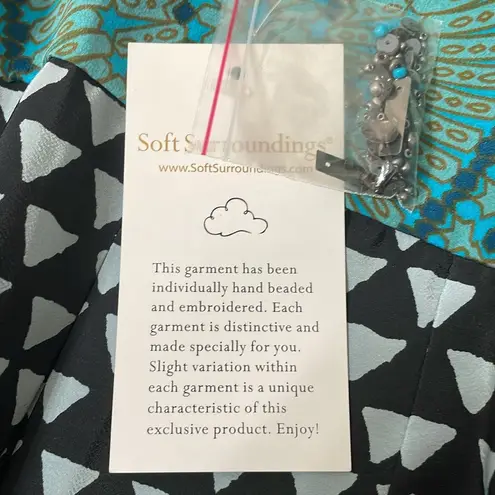 Soft Surroundings®
www.SoftSurroundings.com
This garment has been
individually hand beaded
and embroidered. Each
garment is distinctive and
made specially for you.
Slight variation within
each garment is a unique
characteristic of this
exclusive product. Enjoy!